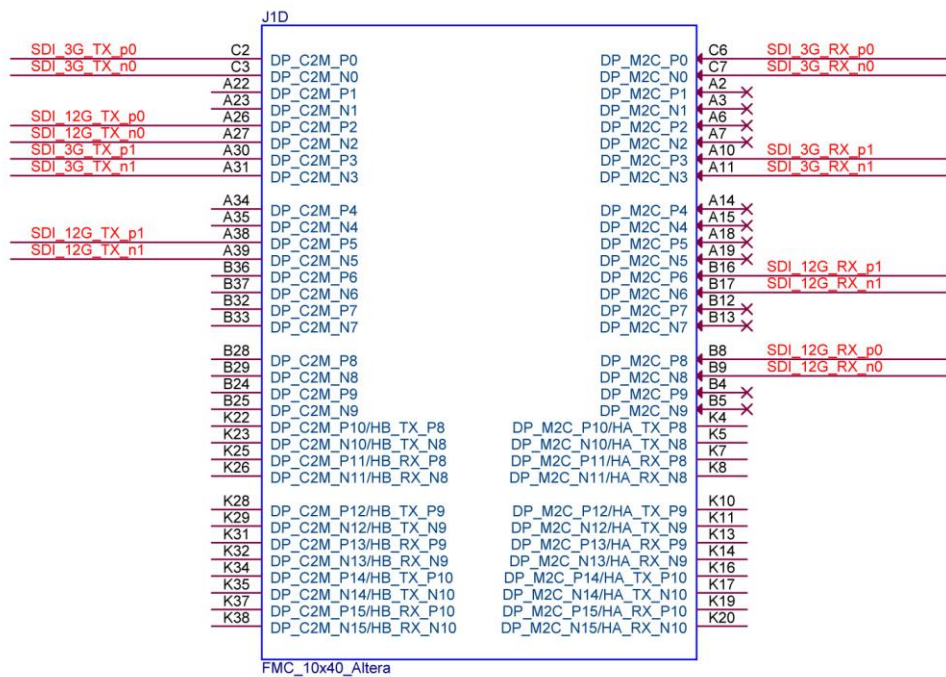 J1D
SDI_3G_TX_p0 C2 DP_C2M_P0 DP_M2C_P0 C6 SDI_3G_RX_p0
SDI_3G_TX_n0 C3 DP_C2M_N0 DP_M2C_N0 C7 SDI_3G_RX_n0
A22 DP_C2M_P1 DP_M2C_P1 A2
A23 DP_C2M_N1 DP_M2C_N1 A3
SDI_12G_TX_p0 A26 DP_C2M_P2 DP_M2C_P2 A6
SDI_12G_TX_n0 A27 DP_C2M_N2 DP_M2C_N2 A7
SDI_3G_TX_p1 A30 DP_C2M_P3 DP_M2C_P3 A10 SDI_3G_RX_p1
SDI_3G_TX_n1 A31 DP_C2M_N3 DP_M2C_N3 A11 SDI_3G_RX_n1
A34 DP_C2M_P4 DP_M2C_P4 A14
A35 DP_C2M_N4 DP_M2C_N4 A15
SDI_12G_TX_p1 A38 DP_C2M_P5 DP_M2C_P5 A18
SDI_12G_TX_n1 A39 DP_C2M_N5 DP_M2C_N5 A19
B36 DP_C2M_P6 DP_M2C_P6 B16 SDI_12G_RX_p1
B37 DP_C2M_N6 DP_M2C_N6 B17 SDI_12G_RX_n1
B32 DP_C2M_P7 DP_M2C_P7 B12
B33 DP_C2M_N7 DP_M2C_N7 B13
B28 DP_C2M_P8 DP_M2C_P8 B8 SDI_12G_RX_p0
B29 DP_C2M_N8 DP_M2C_N8 B9 SDI_12G_RX_n0
B24 DP_C2M_P9 DP_M2C_P9 B4
B25 DP_C2M_N9 DP_M2C_N9 B5
K22 DP_C2M_P10/HB_TX_P8 DP_M2C_P10/HA_TX_P8 K4
K23 DP_C2M_N10/HB_TX_N8 DP_M2C_N10/HA_TX_N8 K5
K25 DP_C2M_P11/HB_RX_P8 DP_M2C_P11/HA_RX_P8 K7
K26 DP_C2M_N11/HB_RX_N8 DP_M2C_N11/HA_RX_N8 K8
K28 DP_C2M_P12/HB_TX_P9 DP_M2C_P12/HA_TX_P9 K10
K29 DP_C2M_N12/HB_TX_N9 DP_M2C_N12/HA_TX_N9 K11
K31 DP_C2M_P13/HB_RX_P9 DP_M2C_P13/HA_RX_P9 K13
K32 DP_C2M_N13/HB_RX_N9 DP_M2C_N13/HA_RX_N9 K14
K34 DP_C2M_P14/HB_TX_P10 DP_M2C_P14/HA_TX_P10 K16
K35 DP_C2M_N14/HB_TX_N10 DP_M2C_N14/HA_TX_N10 K17
K37 DP_C2M_P15/HB_RX_P10 DP_M2C_P15/HA_RX_P10 K19
K38 DP_C2M_N15/HB_RX_N10 DP_M2C_N15/HA_RX_N10 K20
FMC_10x40_Altera